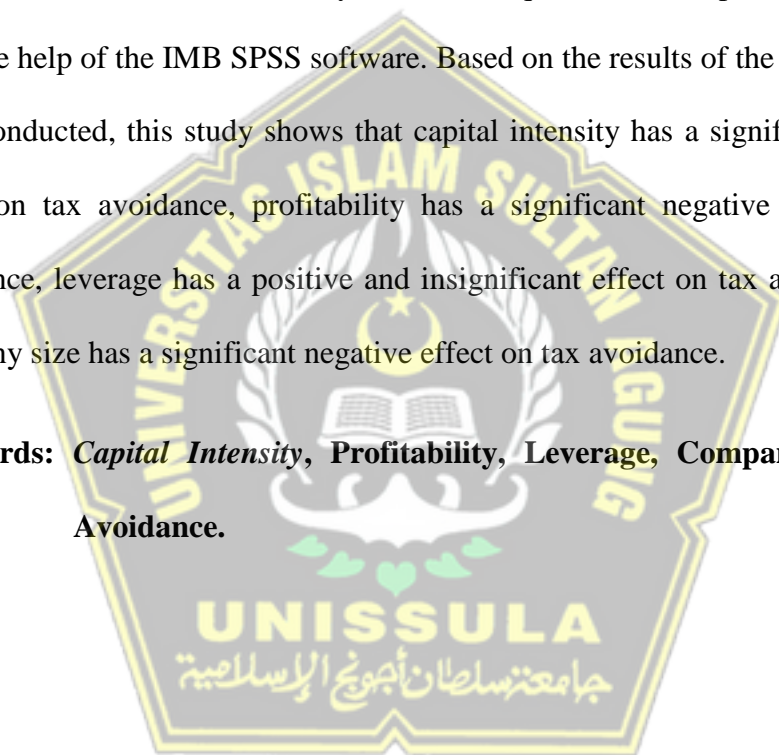 e help of the IMB SPSS software. Based on the results of the
onducted, this study shows that capital intensity has a signif
on tax avoidance, profitability has a significant negative
nce, leverage has a positive and insignificant effect on tax a
ny size has a significant negative effect on tax avoidance.
rds: Capital Intensity, Profitability, Leverage, Compar
Avoidance.
UNIVERSITAS ISLAM SULTAN AGUNG
UNISSULA
جامعة سلطان أجونج الإسلامية